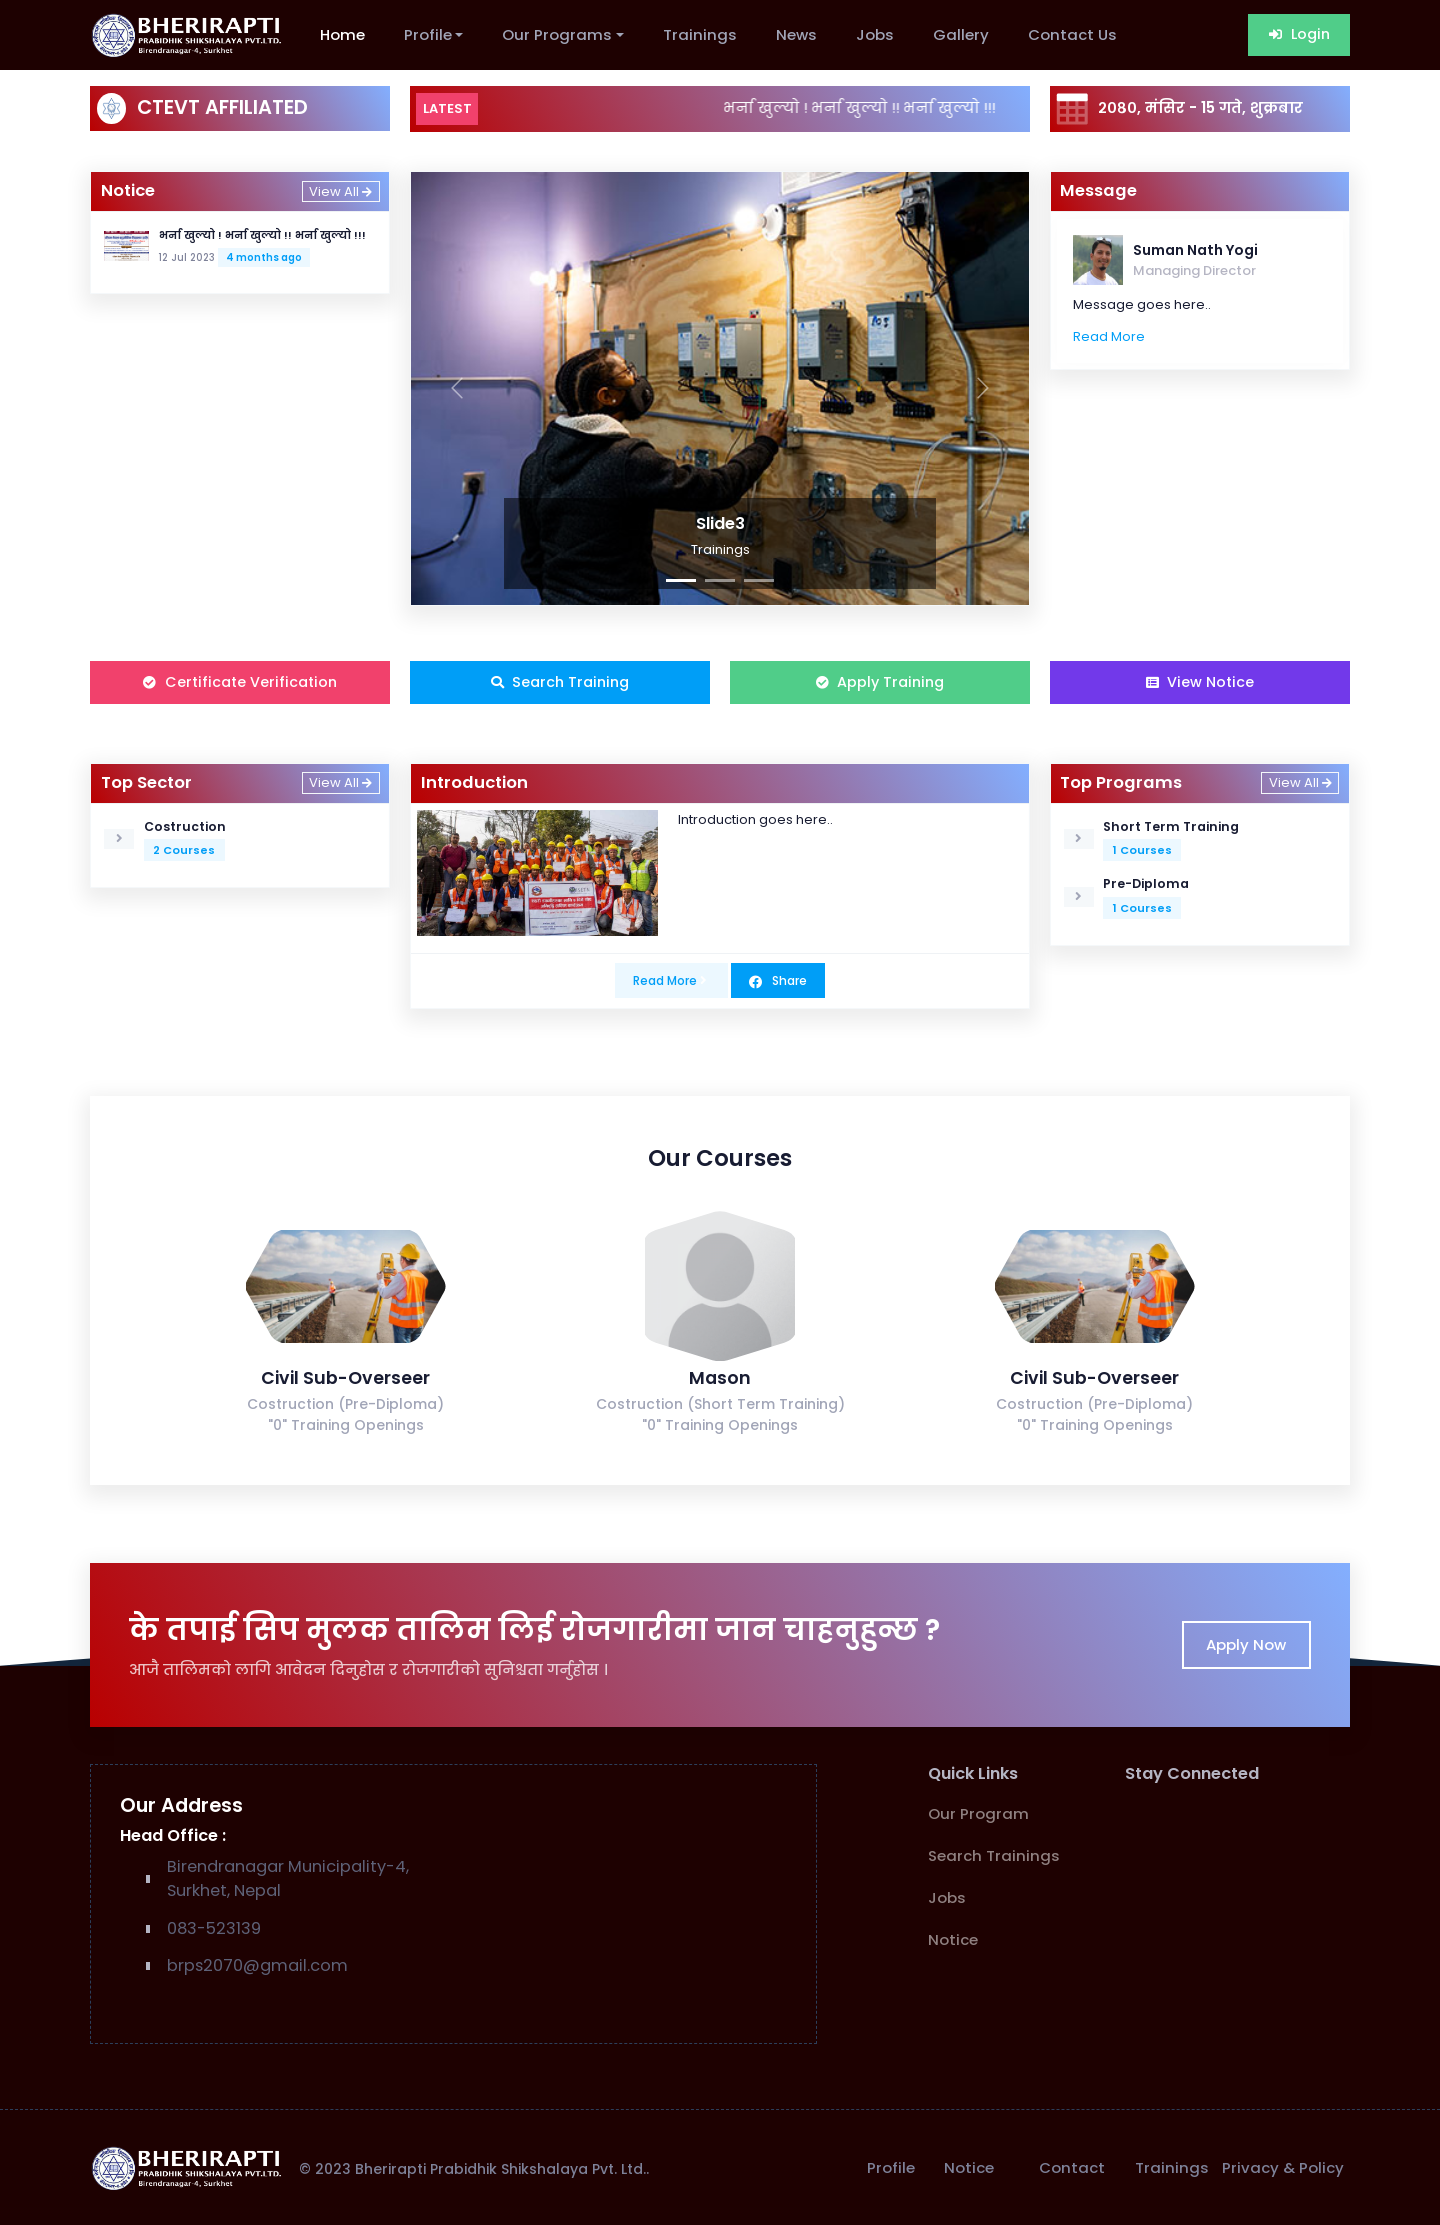 BHERIRAPTI
PRABIDHIK SHIKSHALAYA PVT.LTD.
Birendranagar-4, Surkhet
Home
Profile
Our Programs
Trainings
News
Jobs
Gallery
Contact Us
Login
CTEVT AFFILIATED
LATEST
भर्ना खुल्यो ! भर्ना खुल्यो !! भर्ना खुल्यो !!!
२०८०, मंसिर - 15 गते, शुक्रबार
Notice
View All
भर्ना खुल्यो ! भर्ना खुल्यो !! भर्ना खुल्यो !!!
12 Jul 2023 4 months ago
Slide3
Trainings
Message
Suman Nath Yogi
Managing Director
Message goes here..
Read More
Certificate Verification
Search Training
Apply Training
View Notice
Top Sector
View All
Costruction
2 Courses
Introduction
Introduction goes here..
Read More
Share
Top Programs
View All
Short Term Training
1 Courses
Pre-Diploma
1 Courses
Our Courses
Civil Sub-Overseer
Costruction (Pre-Diploma)
"0" Training Openings
Mason
Costruction (Short Term Training)
"0" Training Openings
Civil Sub-Overseer
Costruction (Pre-Diploma)
"0" Training Openings
के तपाई सिप मुलक तालिम लिई रोजगारीमा जान चाहनुहुन्छ ?
आजै तालिमको लागि आवेदन दिनुहोस र रोजगारीको सुनिश्चता गर्नुहोस ।
Apply Now
Our Address
Head Office :
Birendranagar Municipality-4,
Surkhet, Nepal
083-523139
brps2070@gmail.com
Quick Links
Our Program
Search Trainings
Jobs
Notice
Stay Connected
BHERIRAPTI
PRABIDHIK SHIKSHALAYA PVT.LTD.
Birendranagar-4, Surkhet
© 2023 Bherirapti Prabidhik Shikshalaya Pvt. Ltd..
Profile
Notice
Contact
Trainings
Privacy & Policy